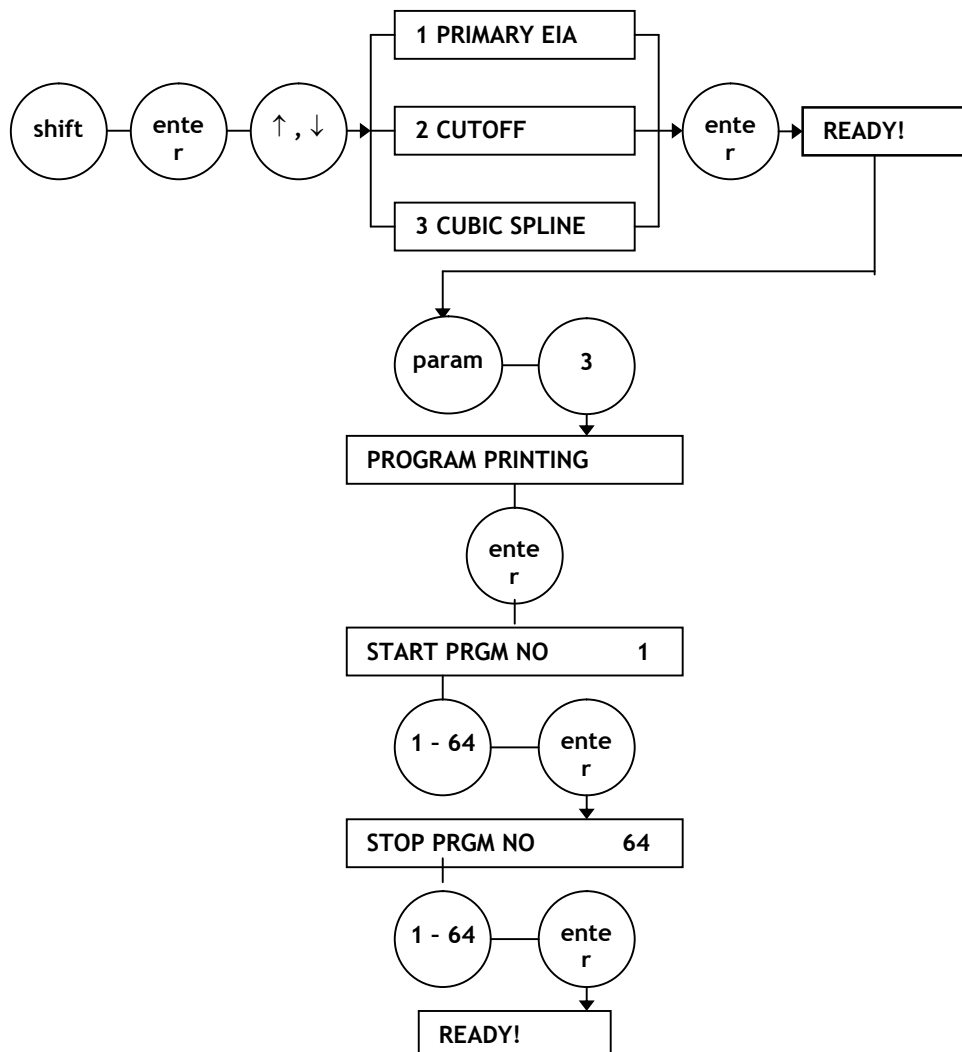 1 PRIMARY EIA
shift
ente
r
↑ , ↓
2 CUTOFF
ente
r
READY!
3 CUBIC SPLINE
param
3
PROGRAM PRINTING
ente
r
START PRGM NO 1
1 – 64
ente
r
STOP PRGM NO 64
1 – 64
ente
r
READY!